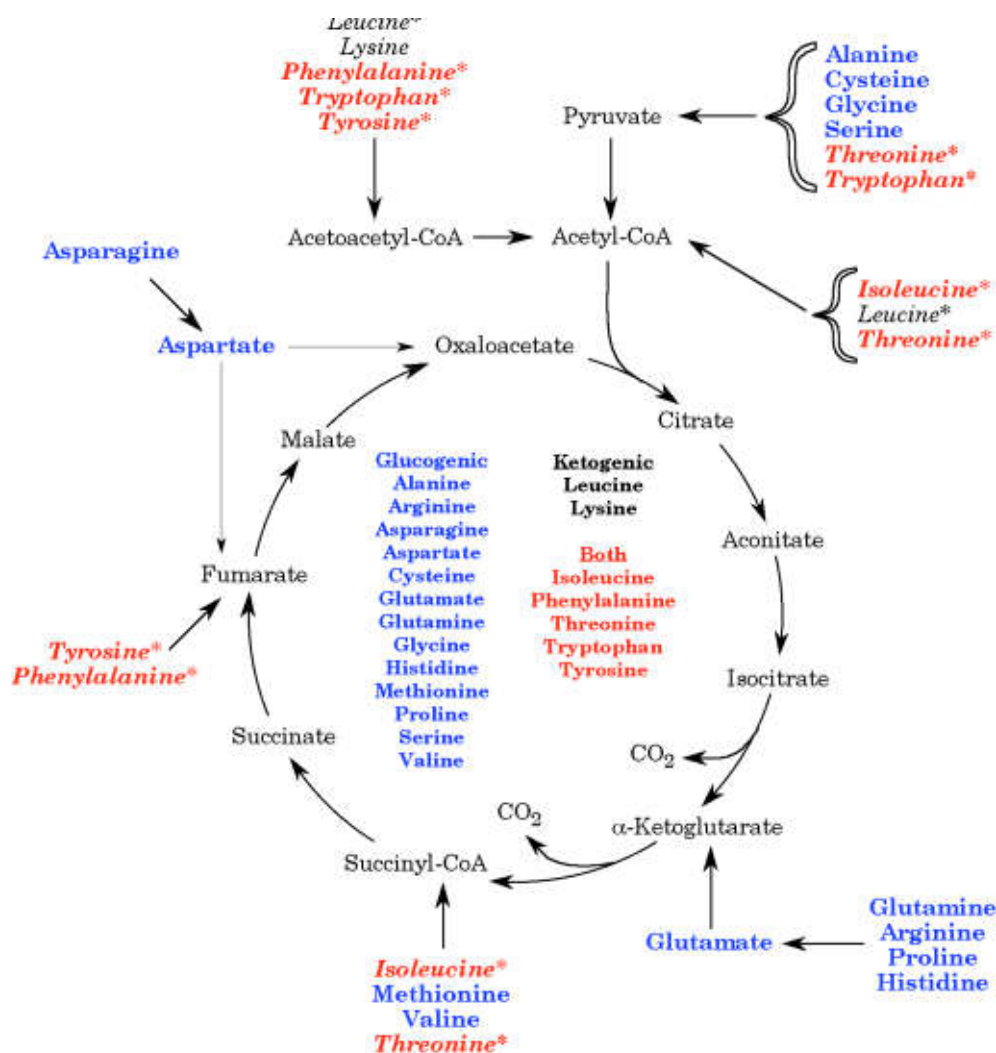 Leucine*
Lysine
Phenylalanine*
Tryptophan*
Tyrosine*
Pyruvate
Alanine
Cysteine
Glycine
Serine
Threonine*
Tryptophan*
Acetoacetyl-CoA
Acetyl-CoA
Asparagine
Isoleucine*
Leucine*
Threonine*
Aspartate
Oxaloacetate
Citrate
Malate
Glucogenic
Alanine
Arginine
Asparagine
Aspartate
Cysteine
Glutamate
Glutamine
Glycine
Histidine
Methionine
Proline
Serine
Valine
Ketogenic
Leucine
Lysine
Both
Isoleucine
Phenylalanine
Threonine
Tryptophan
Tyrosine
Aconitate
Fumarate
Tyrosine*
Phenylalanine*
Isocitrate
Succinate
CO2
CO2
α-Ketoglutarate
Succinyl-CoA
Glutamate
Glutamine
Arginine
Proline
Histidine
Isoleucine*
Methionine
Valine
Threonine*